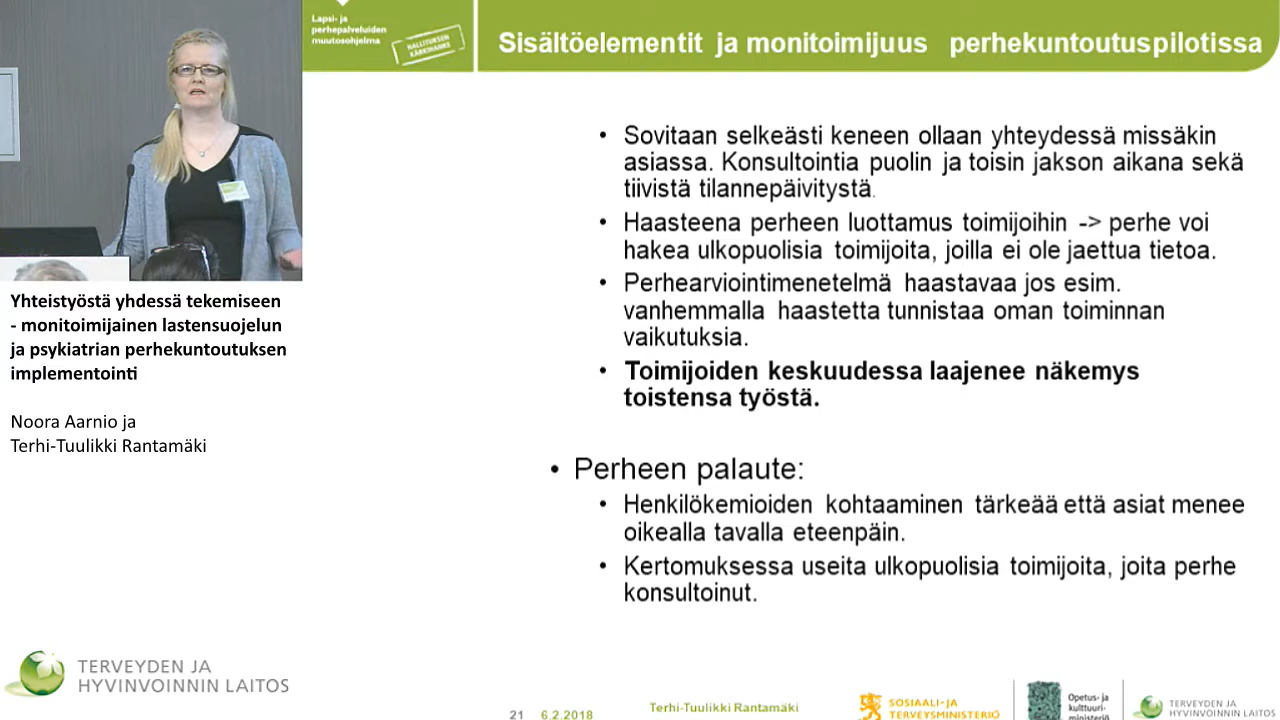 Lapsi- ja
perhepalveluiden
muutosohjelma
HALLITUKSEN
KÄRKIHANKE
Sisältöelementit ja monitoimijuus perhekuntoutuspilotissa
• Sovitaan selkeästi keneen ollaan yhteydessä missäkin
asiassa. Konsultointia puolin ja toisin jakson aikana sekä
tiivistä tilannepäivitystä.
• Haasteena perheen luottamus toimijoihin -> perhe voi
hakea ulkopuolisia toimijoita, joilla ei ole jaettua tietoa.
• Perhearviointimenetelmä haastavaa jos esim.
vanhemmalla haastetta tunnistaa oman toiminnan
vaikutuksia.
• Toimijoiden keskuudessa laajenee näkemys
toistensa työstä.
• Perheen palaute:
• Henkilökemioiden kohtaaminen tärkeää että asiat menee
oikealla tavalla eteenpäin.
• Kertomuksessa useita ulkopuolisia toimijoita, joita perhe
konsultoinut.
Yhteistyöstä yhdessä tekemiseen
- monitoimijainen lastensuojelun
ja psykiatrian perhekuntoutuksen
implementointi
Noora Aarnio ja
Terhi-Tuulikki Rantamäki
TERVEYDEN JA
HYVINVOINNIN LAITOS
21 6.2.2018
Terhi-Tuulikki Rantamäki
SOSIAALI- JA
TERVEYSMINISTERIÖ
Opetus- ja
kulttuuri-
ministeriö
TERVEYDEN JA
HYVINVOINNIN LAITOS